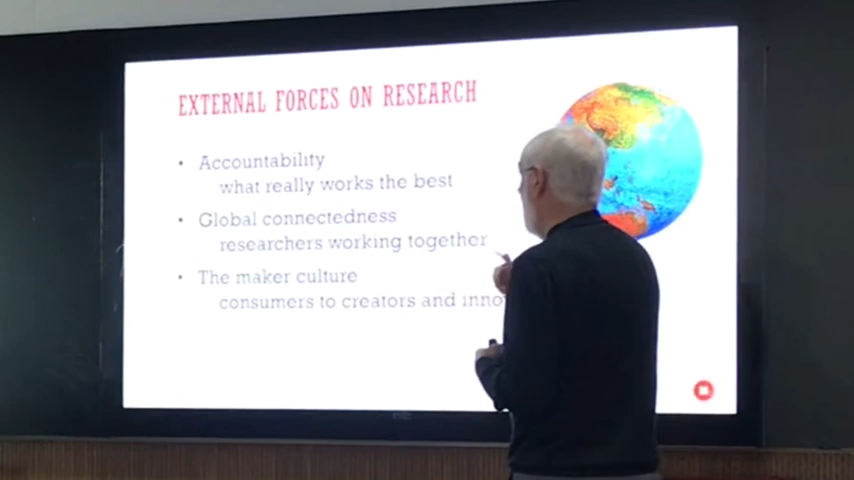 EXTERNAL FORCES ON RESEARCH
• Accountability
what really works the best
• Global connectedness
researchers working together
• The maker culture
consumers to creators and